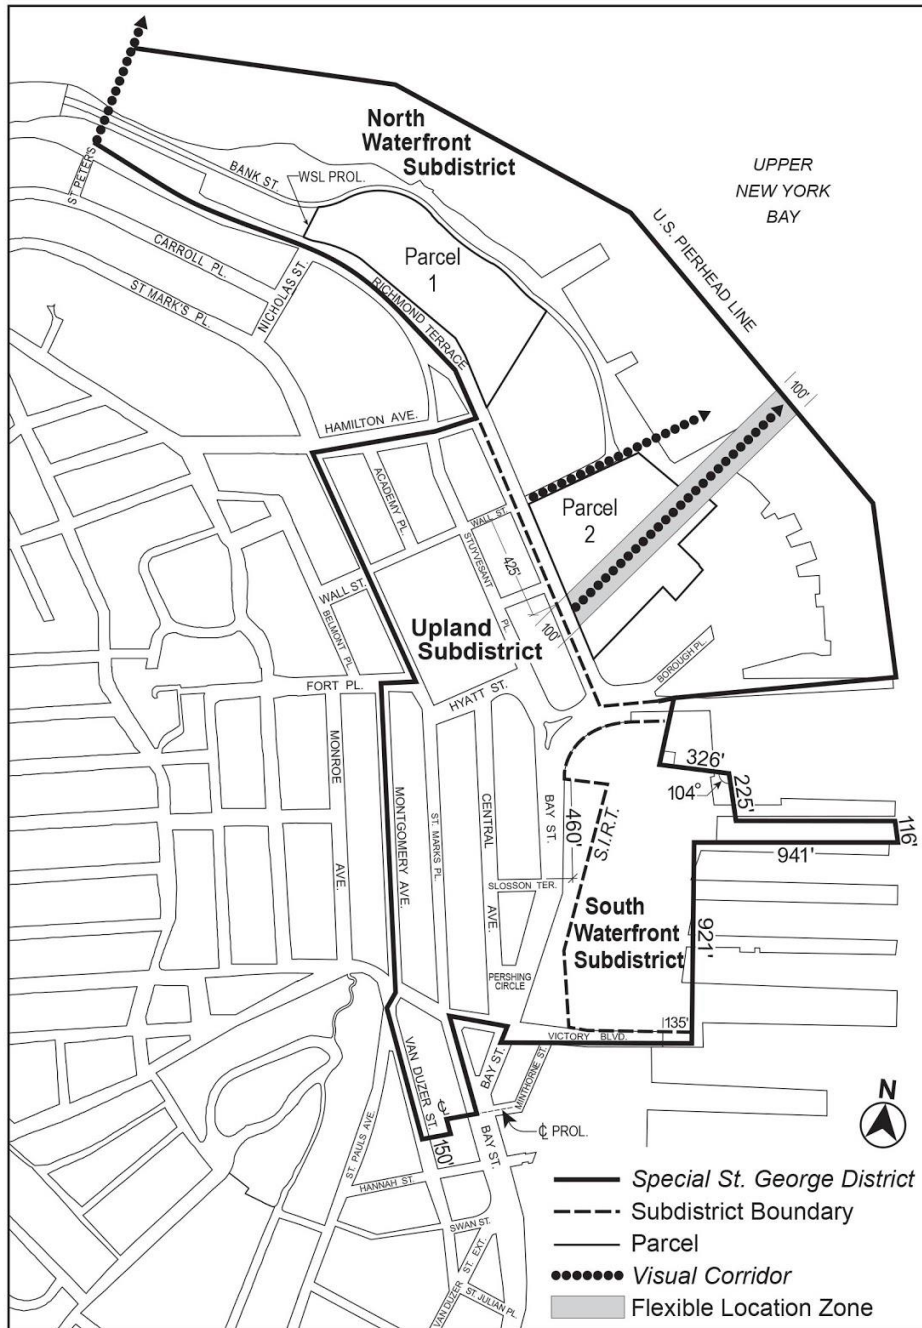 North
Waterfront
Subdistrict
UPPER
NEW YORK
BAY
ST PETER'S
BANK ST.
WSL PROL.
U.S. PIERHEAD LINE
CARROLL PL.
ST MARK'S PL.
NICHOLAS ST.
Parcel
1
RICHMOND TERRACE
100'
HAMILTON AVE.
ACADEMY PL.
WALL ST.
STUYVESANT PL.
425'
Parcel
2
100'
WALL ST.
BELMONT PL.
Upland
Subdistrict
BOROUGH PL.
FORT PL.
HYATT ST.
MONROE AVE.
MONTGOMERY AVE.
ST. MARKS PL.
CENTRAL AVE.
BAY ST.
460'
S.I.R.T.
326'
104°
225'
116'
941'
921'
SLOSSON TER.
South
Waterfront
Subdistrict
PERSHING
CIRCLE
135'
VICTORY BLVD.
VAN DUZER ST.
BAY ST.
MINTHORNE ST.
ST. PAULS AVE.
150'
BAY ST.
℄ PROL.
HANNAH ST.
SWAN ST.
VAN DUZER ST. EXT.
ST. JULIAN PL.
N
Special St. George District
Subdistrict Boundary
Parcel
Visual Corridor
Flexible Location Zone